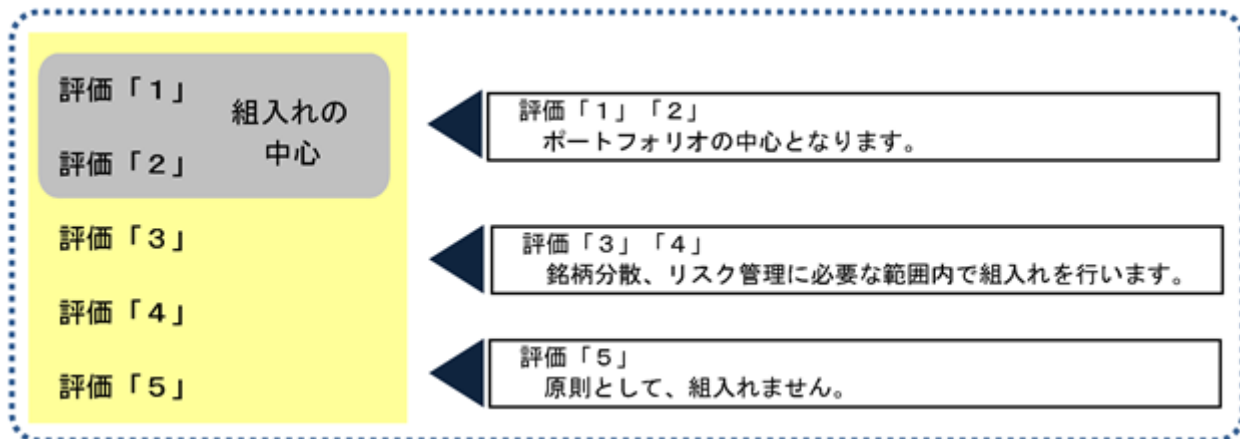 評価「１」
評価「２」
組入れの
中心
評価「３」
評価「４」
評価「５」
評価「１」「２」
ポートフォリオの中心となります。
評価「３」「４」
銘柄分散、リスク管理に必要な範囲内で組入れを行います。
評価「５」
原則として、組入れません。